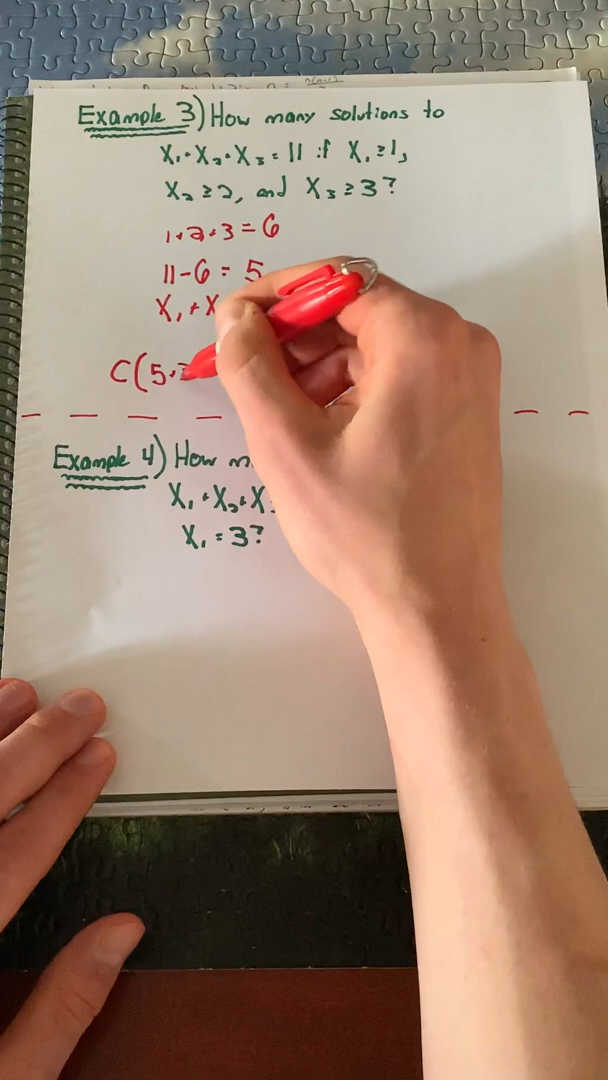 Example 3) How many solutions to
X₁+X₂+X₃=11 if X₁≥1,
X₂≥2, and X₃≥3?
1+2+3=6
11-6=5
X₁+X
C(5+
Example 4) How
X₁+X₂+X
X₁=3?